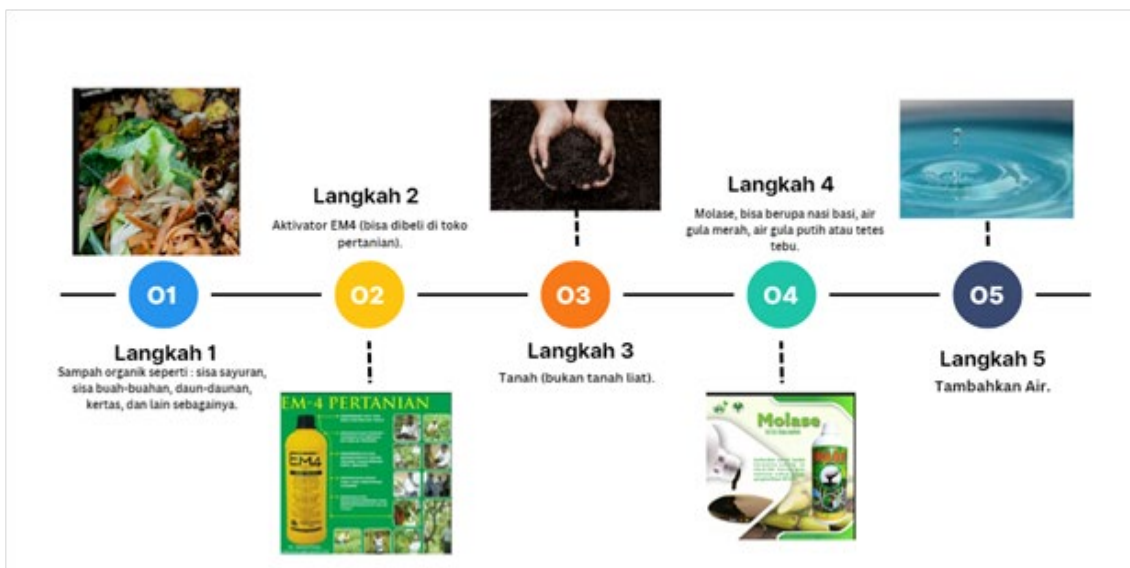 Langkah 1
Sampah organik seperti : sisa sayuran,
sisa buah-buahan, daun-daunan,
kertas, dan lain sebagainya.
01
Langkah 2
Aktivator EM4 (bisa dibeli di toko
pertanian).
02
EM-4 PERTANIAN
EM4
03
Langkah 3
Tanah (bukan tanah liat).
Langkah 4
Molase, bisa berupa nasi basi, air
gula merah, air gula putih atau tetes
tebu.
04
Molase
05
Langkah 5
Tambahkan Air.